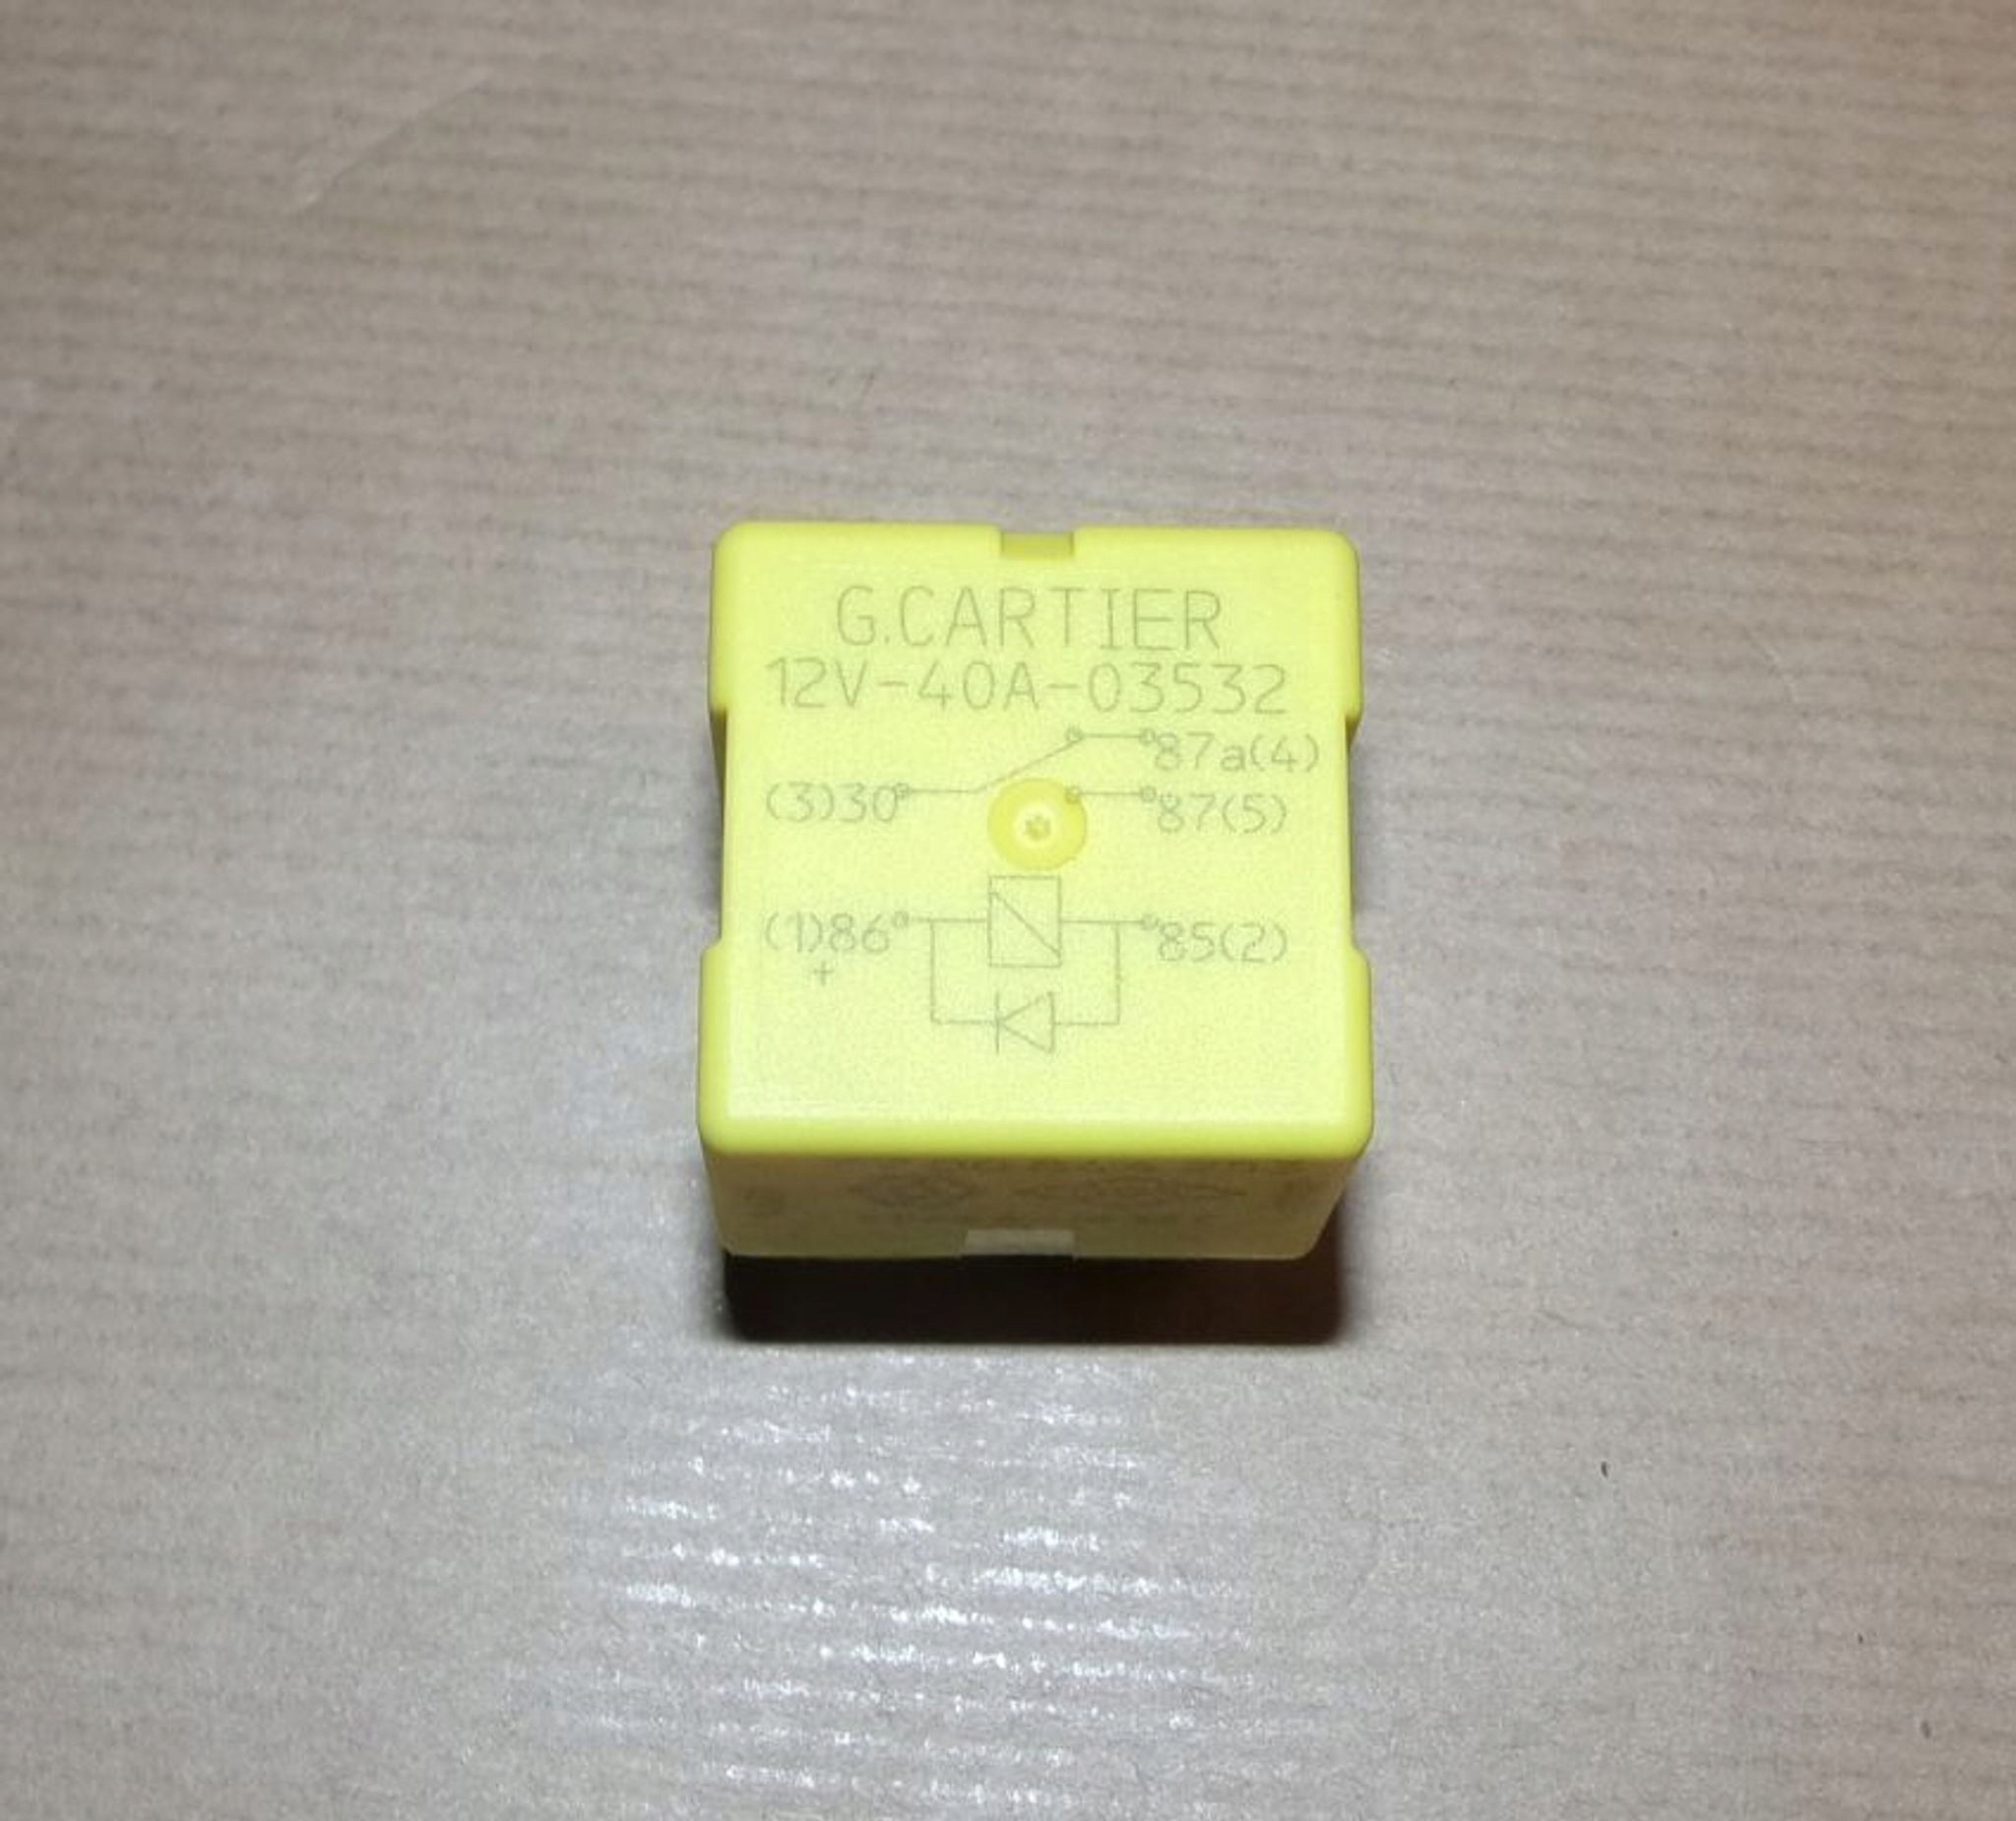 G.CARTIER
12V-40A-03532
87a(4)
(3)30
87(5)
(1)86
85(2)
+